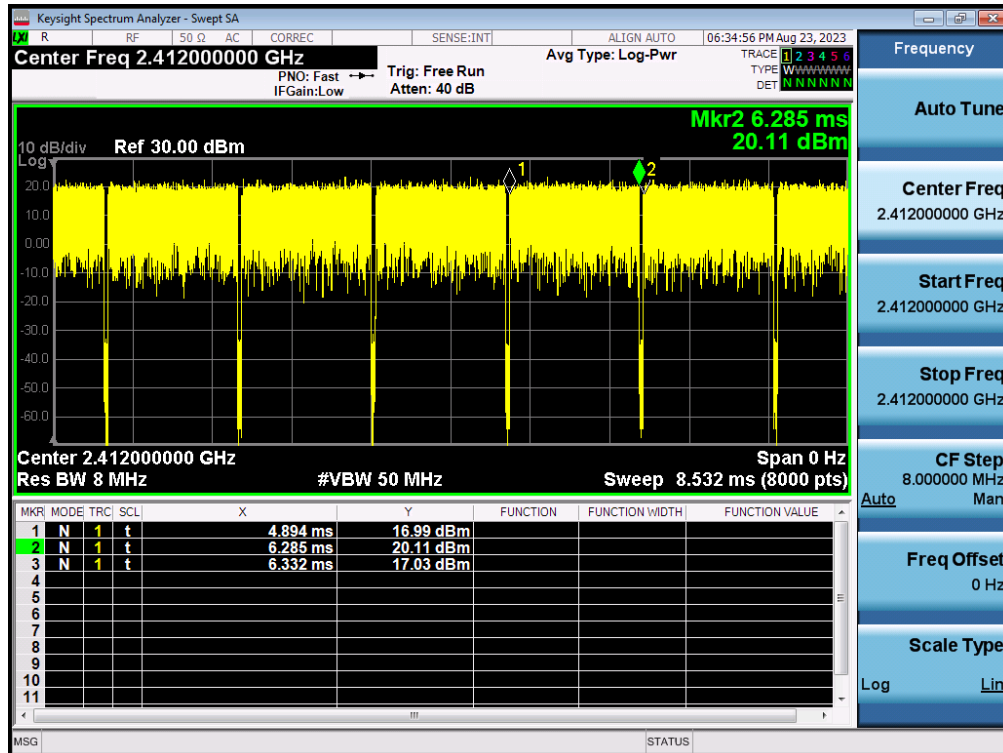 Keysight Spectrum Analyzer - Swept SA
LXI R RF 50 Ω AC CORREC SENSE:INT ALIGN AUTO 06:34:56 PM Aug 23, 2023
Center Freq 2.412000000 GHz
PNO: Fast
IFGain:Low
Trig: Free Run
Atten: 40 dB
Avg Type: Log-Pwr
TRACE 1 2 3 4 5 6
TYPE WWWWWW
DET N N N N N N
Mkr2 6.285 ms
20.11 dBm
10 dB/div Ref 30.00 dBm
Log
1
2
20.0
10.0
0.00
-10.0
-20.0
-30.0
-40.0
-50.0
-60.0
Center 2.412000000 GHz Span 0 Hz
Res BW 8 MHz #VBW 50 MHz Sweep 8.532 ms (8000 pts)
MKR MODE TRC SCL X Y FUNCTION FUNCTION WIDTH FUNCTION VALUE
1 N 1 t 4.894 ms 16.99 dBm
2 N 1 t 6.285 ms 20.11 dBm
3 N 1 t 6.332 ms 17.03 dBm
4
5
6
7
8
9
10
11
MSG STATUS
Frequency
Auto Tune
Center Freq
2.412000000 GHz
Start Freq
2.412000000 GHz
Stop Freq
2.412000000 GHz
CF Step
8.000000 MHz
Auto Man
Freq Offset
0 Hz
Scale Type
Log Lin